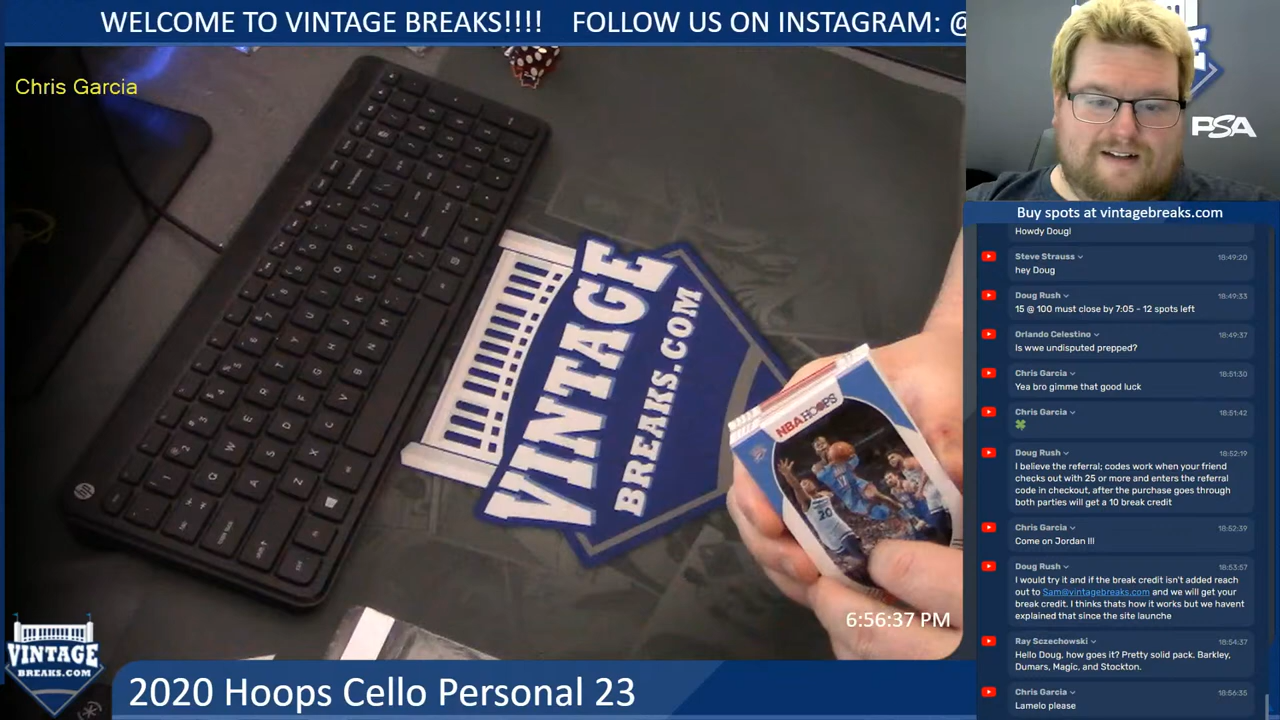 WELCOME TO VINTAGE BREAKS!!!! FOLLOW US ON INSTAGRAM: @
Chris Garcia
PSA
Buy spots at vintagebreaks.com
Howdy Doug!
Steve Strauss 18:49:20
hey Doug
Doug Rush 18:49:33
15 @ 100 must close by 7:05 - 12 spots left
Orlando Celestino 18:49:37
Is wwe undisputed prepped?
Chris Garcia 18:51:30
Yea bro gimme that good luck
Chris Garcia 18:51:42
🍀
Doug Rush 18:52:19
I believe the referral; codes work when your friend
checks out with 25 or more and enters the referral
code in checkout, after the purchase goes through
both parties will get a 10 break credit
Chris Garcia 18:52:39
Come on Jordan !!!
Doug Rush 18:53:57
I would try it and if the break credit isn't added reach
out to Sam@vintagebreaks.com and we will get your
break credit. I thinks thats how it works but we havent
explained that since the site launche
Ray Sczechowski 18:54:37
Hello Doug, how goes it? Pretty solid pack, Barkley,
Dumars, Magic, and Stockton.
Chris Garcia 18:56:35
Lamelo please
VINTAGE
BREAKS.COM
NBA HOOPS
20
hp
6:56:37 PM
VINTAGE
BREAKS.COM
2020 Hoops Cello Personal 23